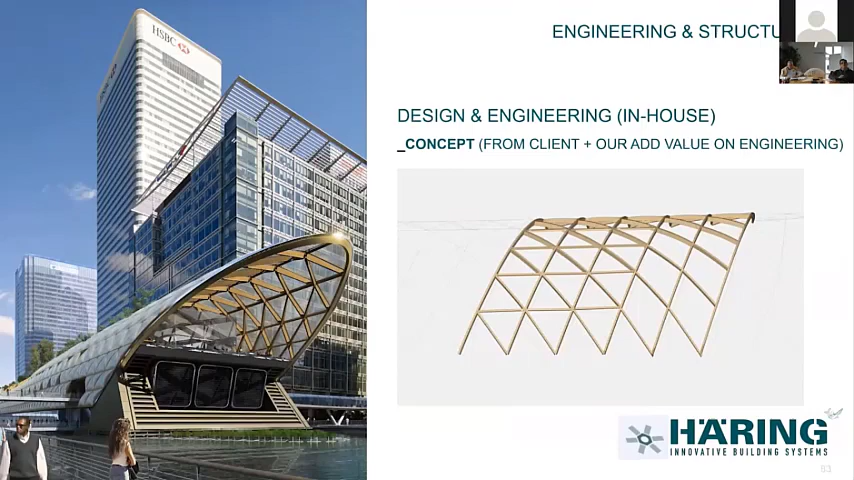 HSBC
ENGINEERING & STRUCTU
DESIGN & ENGINEERING (IN-HOUSE)
_CONCEPT (FROM CLIENT + OUR ADD VALUE ON ENGINEERING)
HÄRING
INNOVATIVE BUILDING SYSTEMS
93